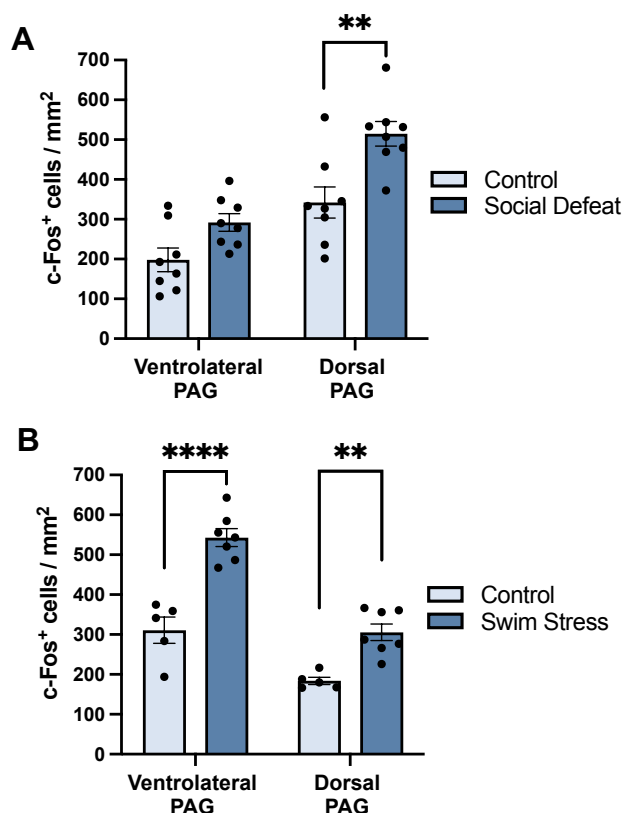 A
**
700
600
500
400
300
200
100
0
c-Fos⁺ cells / mm²
Control
Social Defeat
Ventrolateral
PAG
Dorsal
PAG
B
****
**
700
600
500
400
300
200
100
0
c-Fos⁺ cells / mm²
Control
Swim Stress
Ventrolateral
PAG
Dorsal
PAG